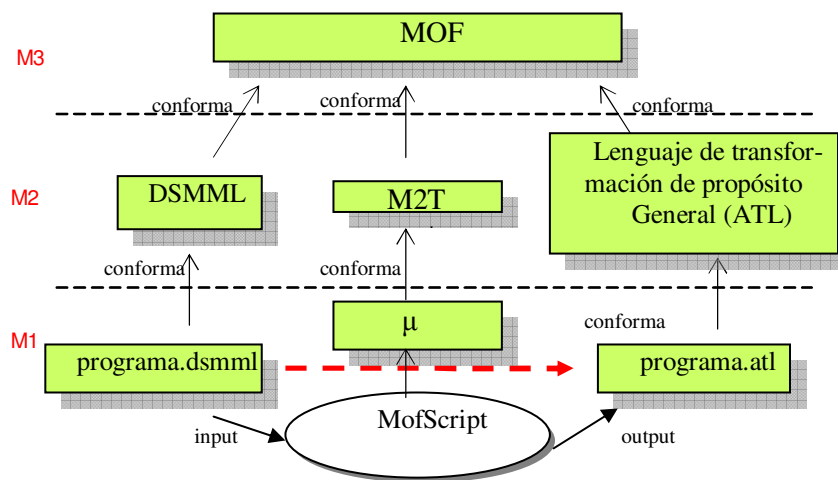 MOF
M3
conforma
conforma
conforma
Lenguaje de transfor-
mación de propósito
General (ATL)
M2
DSMML
M2T
conforma
conforma
µ
conforma
M1
programa.dsmml
programa.atl
MofScript
input
output